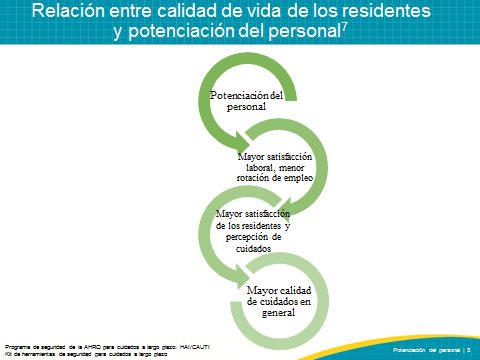 Relación entre calidad de vida de los residentes
y potenciación del personal7
Potenciación del
personal
Mayor satisfacción
laboral, menor
rotación de empleo
Mayor satisfacción
de los residentes y
percepción de
cuidados
Mayor calidad
de cuidados en
general
Programa de seguridad de la AHRQ para cuidados a largo plazo: HAI/CAUTI
Kit de herramientas de seguridad para cuidados a largo plazo
Potenciación del personal | 8